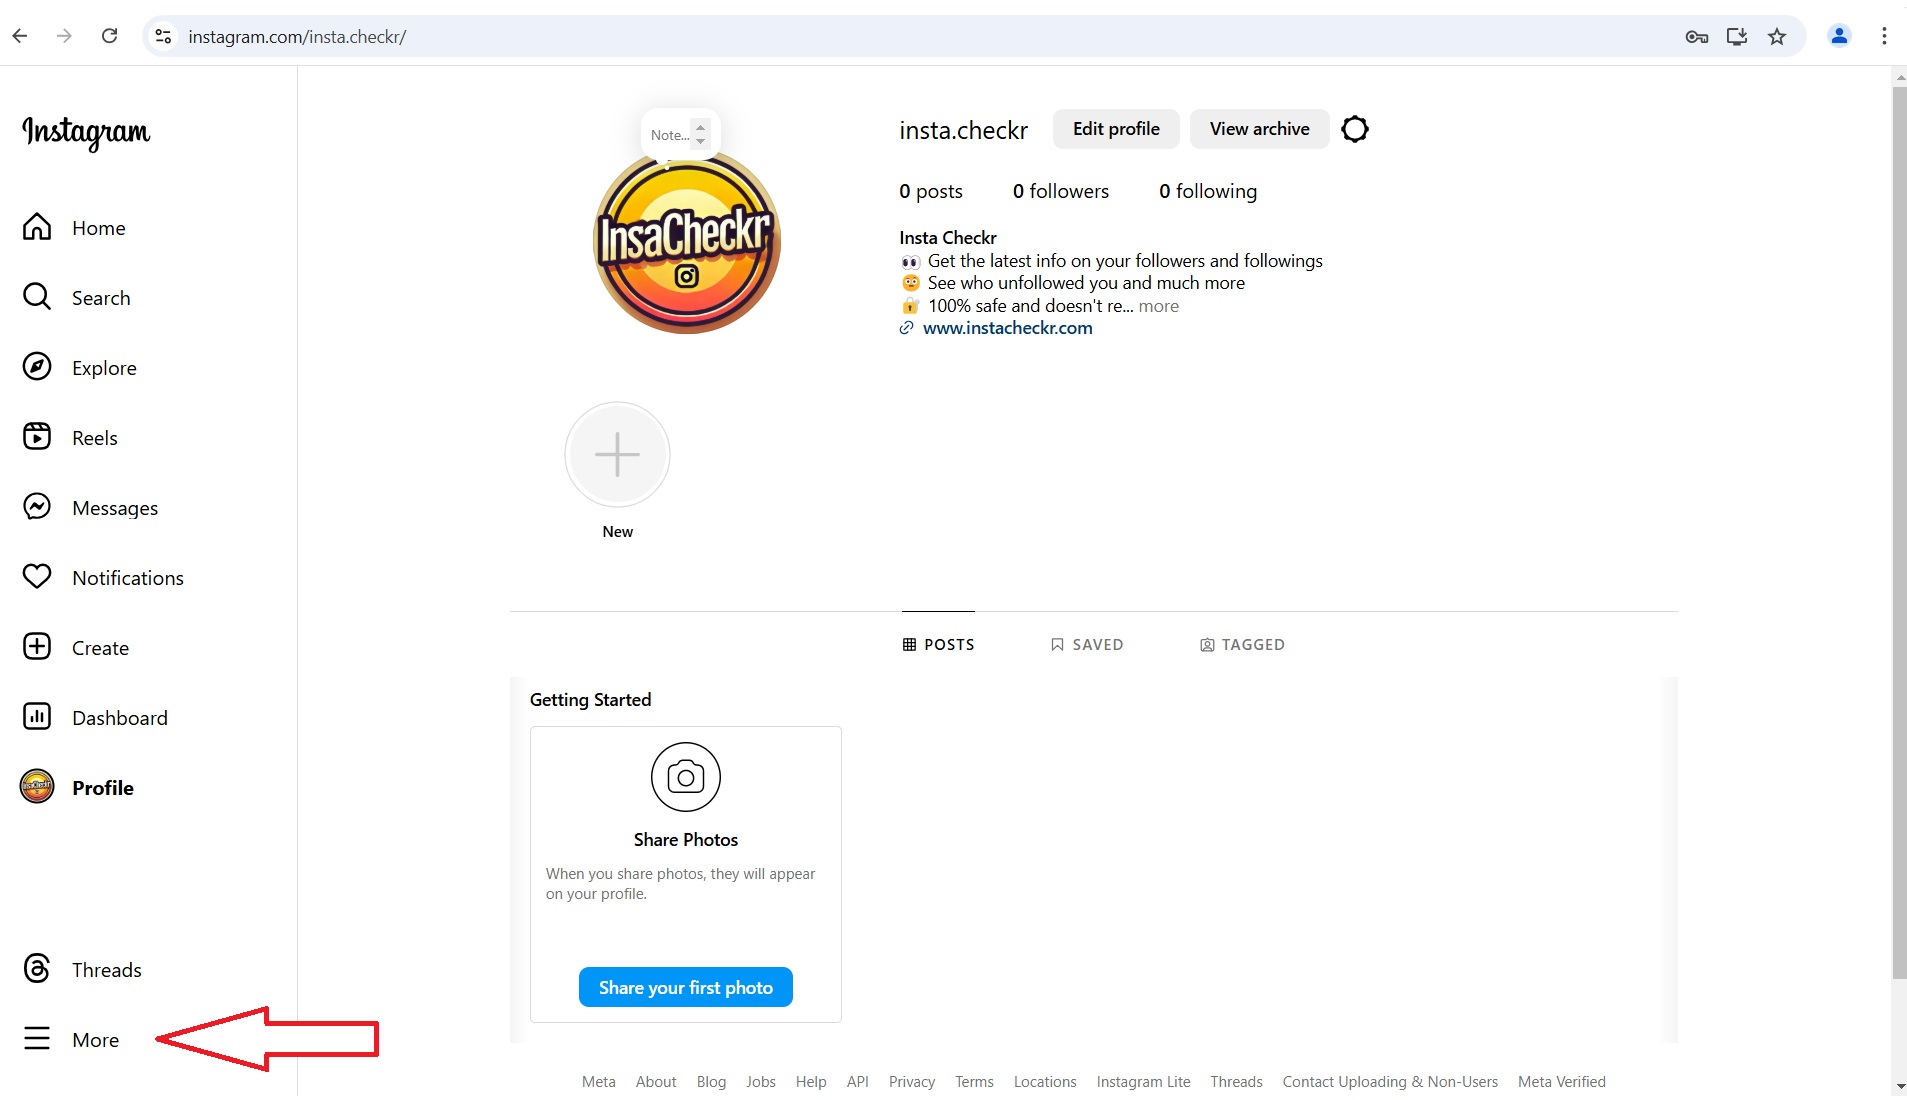 instagram.com/insta.checkr/
Instagram
Home
Search
Explore
Reels
Messages
Notifications
Create
Dashboard
Profile
Threads
More
Note...
InsaCheckr
insta.checkr
Edit profile
View archive
0 posts
0 followers
0 following
Insta Checkr
👀 Get the latest info on your followers and followings
😳 See who unfollowed you and much more
🔐 100% safe and doesn't re... more
www.instacheckr.com
New
POSTS
SAVED
TAGGED
Getting Started
Share Photos
When you share photos, they will appear
on your profile.
Share your first photo
Meta About Blog Jobs Help API Privacy Terms Locations Instagram Lite Threads Contact Uploading & Non-Users Meta Verified